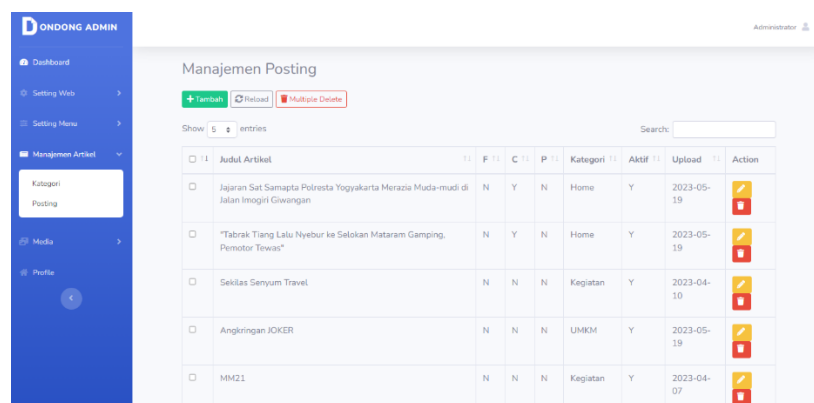 DONDONG ADMIN
Administrator
Dashboard
Setting Web
Setting Menu
Manajemen Artikel
Kategori
Posting
Media
Profile
Manajemen Posting
Tambah Reload Multiple Delete
Show 5 entries Search:
Judul Artikel F C P Kategori Aktif Upload Action
Jajaran Sat Samapta Polresta Yogyakarta Merazia Muda-mudi di N Y N Home Y 2023-05-
Jalan Imogiri Giwangan 19
"Tabrak Tiang Lalu Nyebur ke Selokan Mataram Gamping, N Y N Home Y 2023-05-
Pemotor Tewas" 19
Sekilas Senyum Travel N N N Kegiatan Y 2023-04-
10
Angkringan JOKER N N N UMKM Y 2023-05-
19
MM21 N N N Kegiatan Y 2023-04-
07